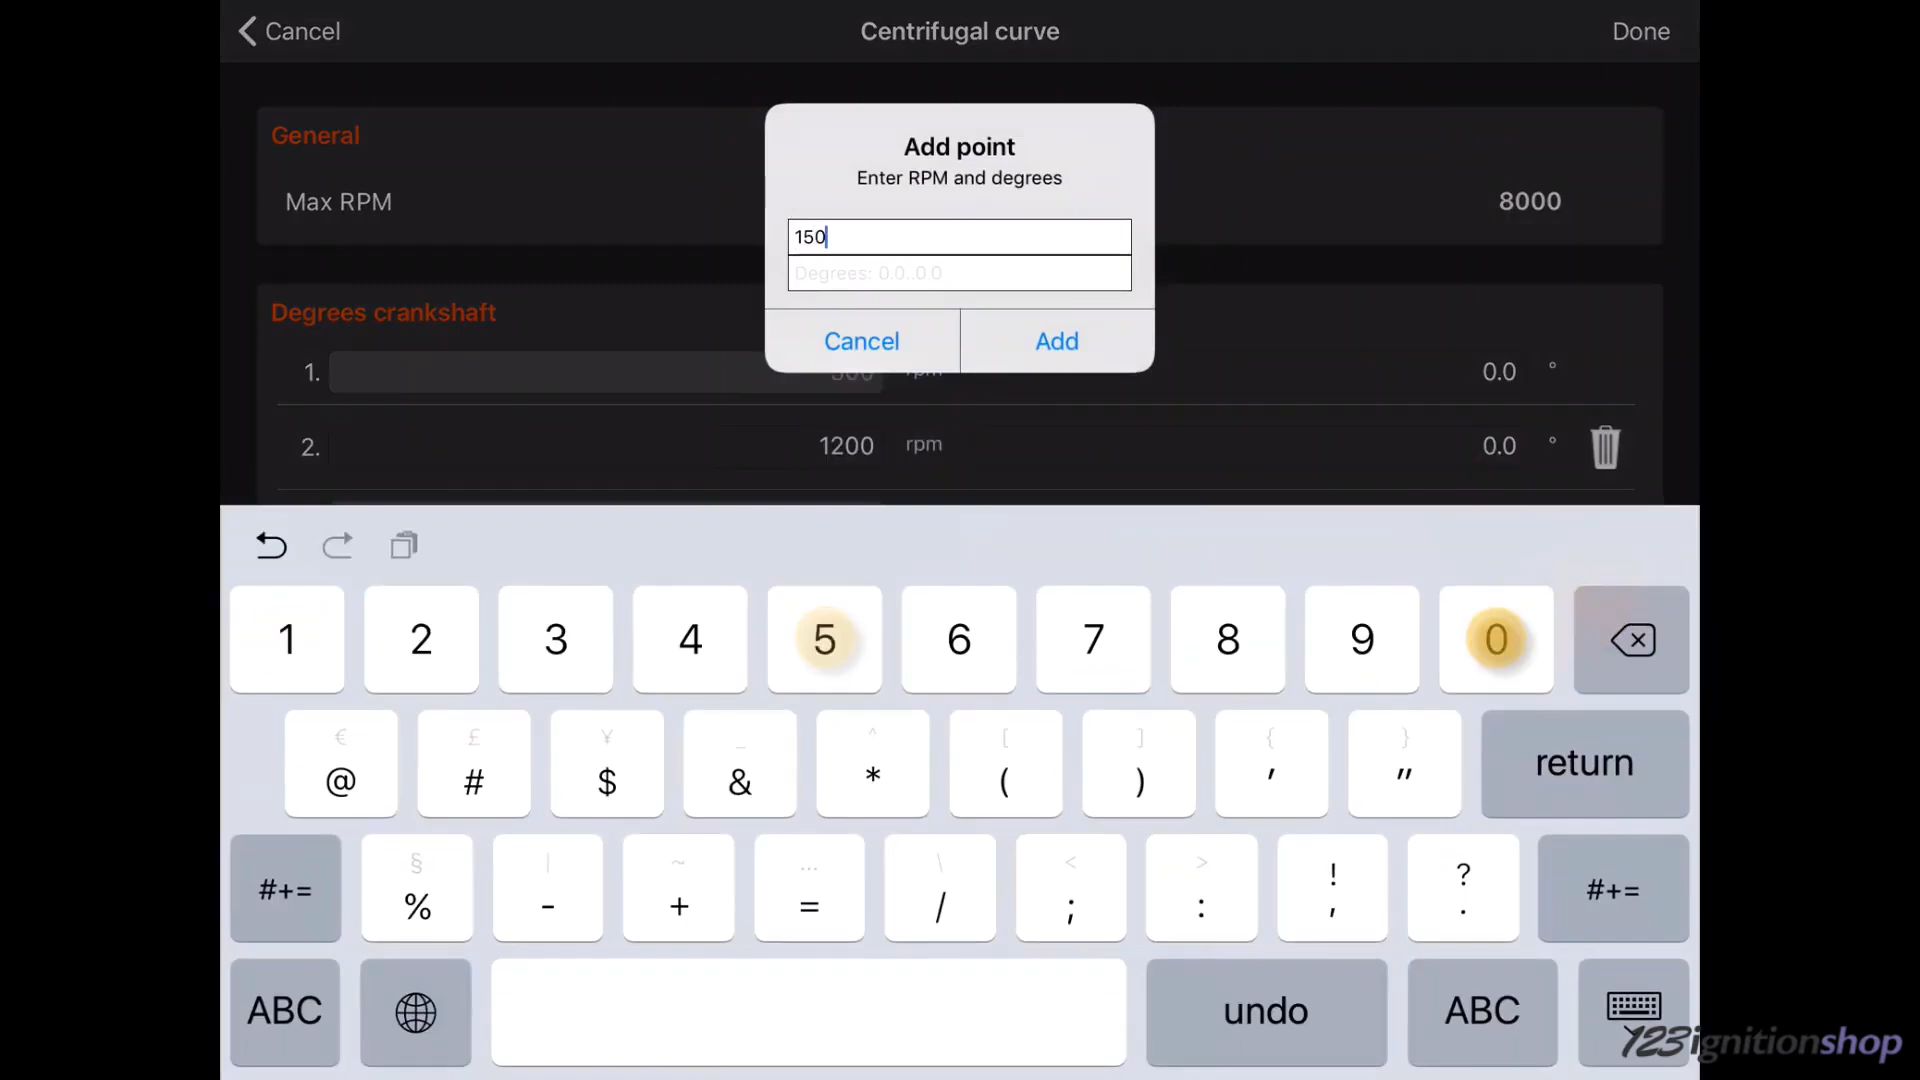 Cancel
Centrifugal curve
Done
General
Max RPM
8000
Add point
Enter RPM and degrees
150
Degrees: 0.0..0 0
Cancel
Add
Degrees crankshaft
1. 500 rpm 0.0 °
2. 1200 rpm 0.0 °
1 2 3 4 5 6 7 8 9 0
€ £ ¥ _ ^ [ ] { }
@ # $ & * ( ) ' " return
§ | ~ … \ < > ! ?
#+= % - + = / ; : , . #+=
ABC undo ABC
123ignitionshop